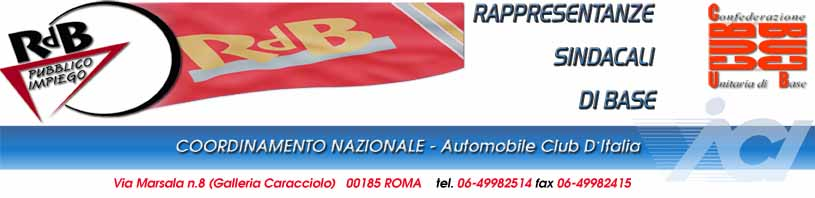 RdB
PUBBLICO
IMPIEGO
RdB
RAPPRESENTANZE
SINDACALI
DI BASE
Confederazione
CUB
Unitaria di Base
COORDINAMENTO NAZIONALE - Automobile Club D'Italia
ACI
Via Marsala n.8 (Galleria Caracciolo) 00185 ROMA tel. 06-49982514 fax 06-49982415